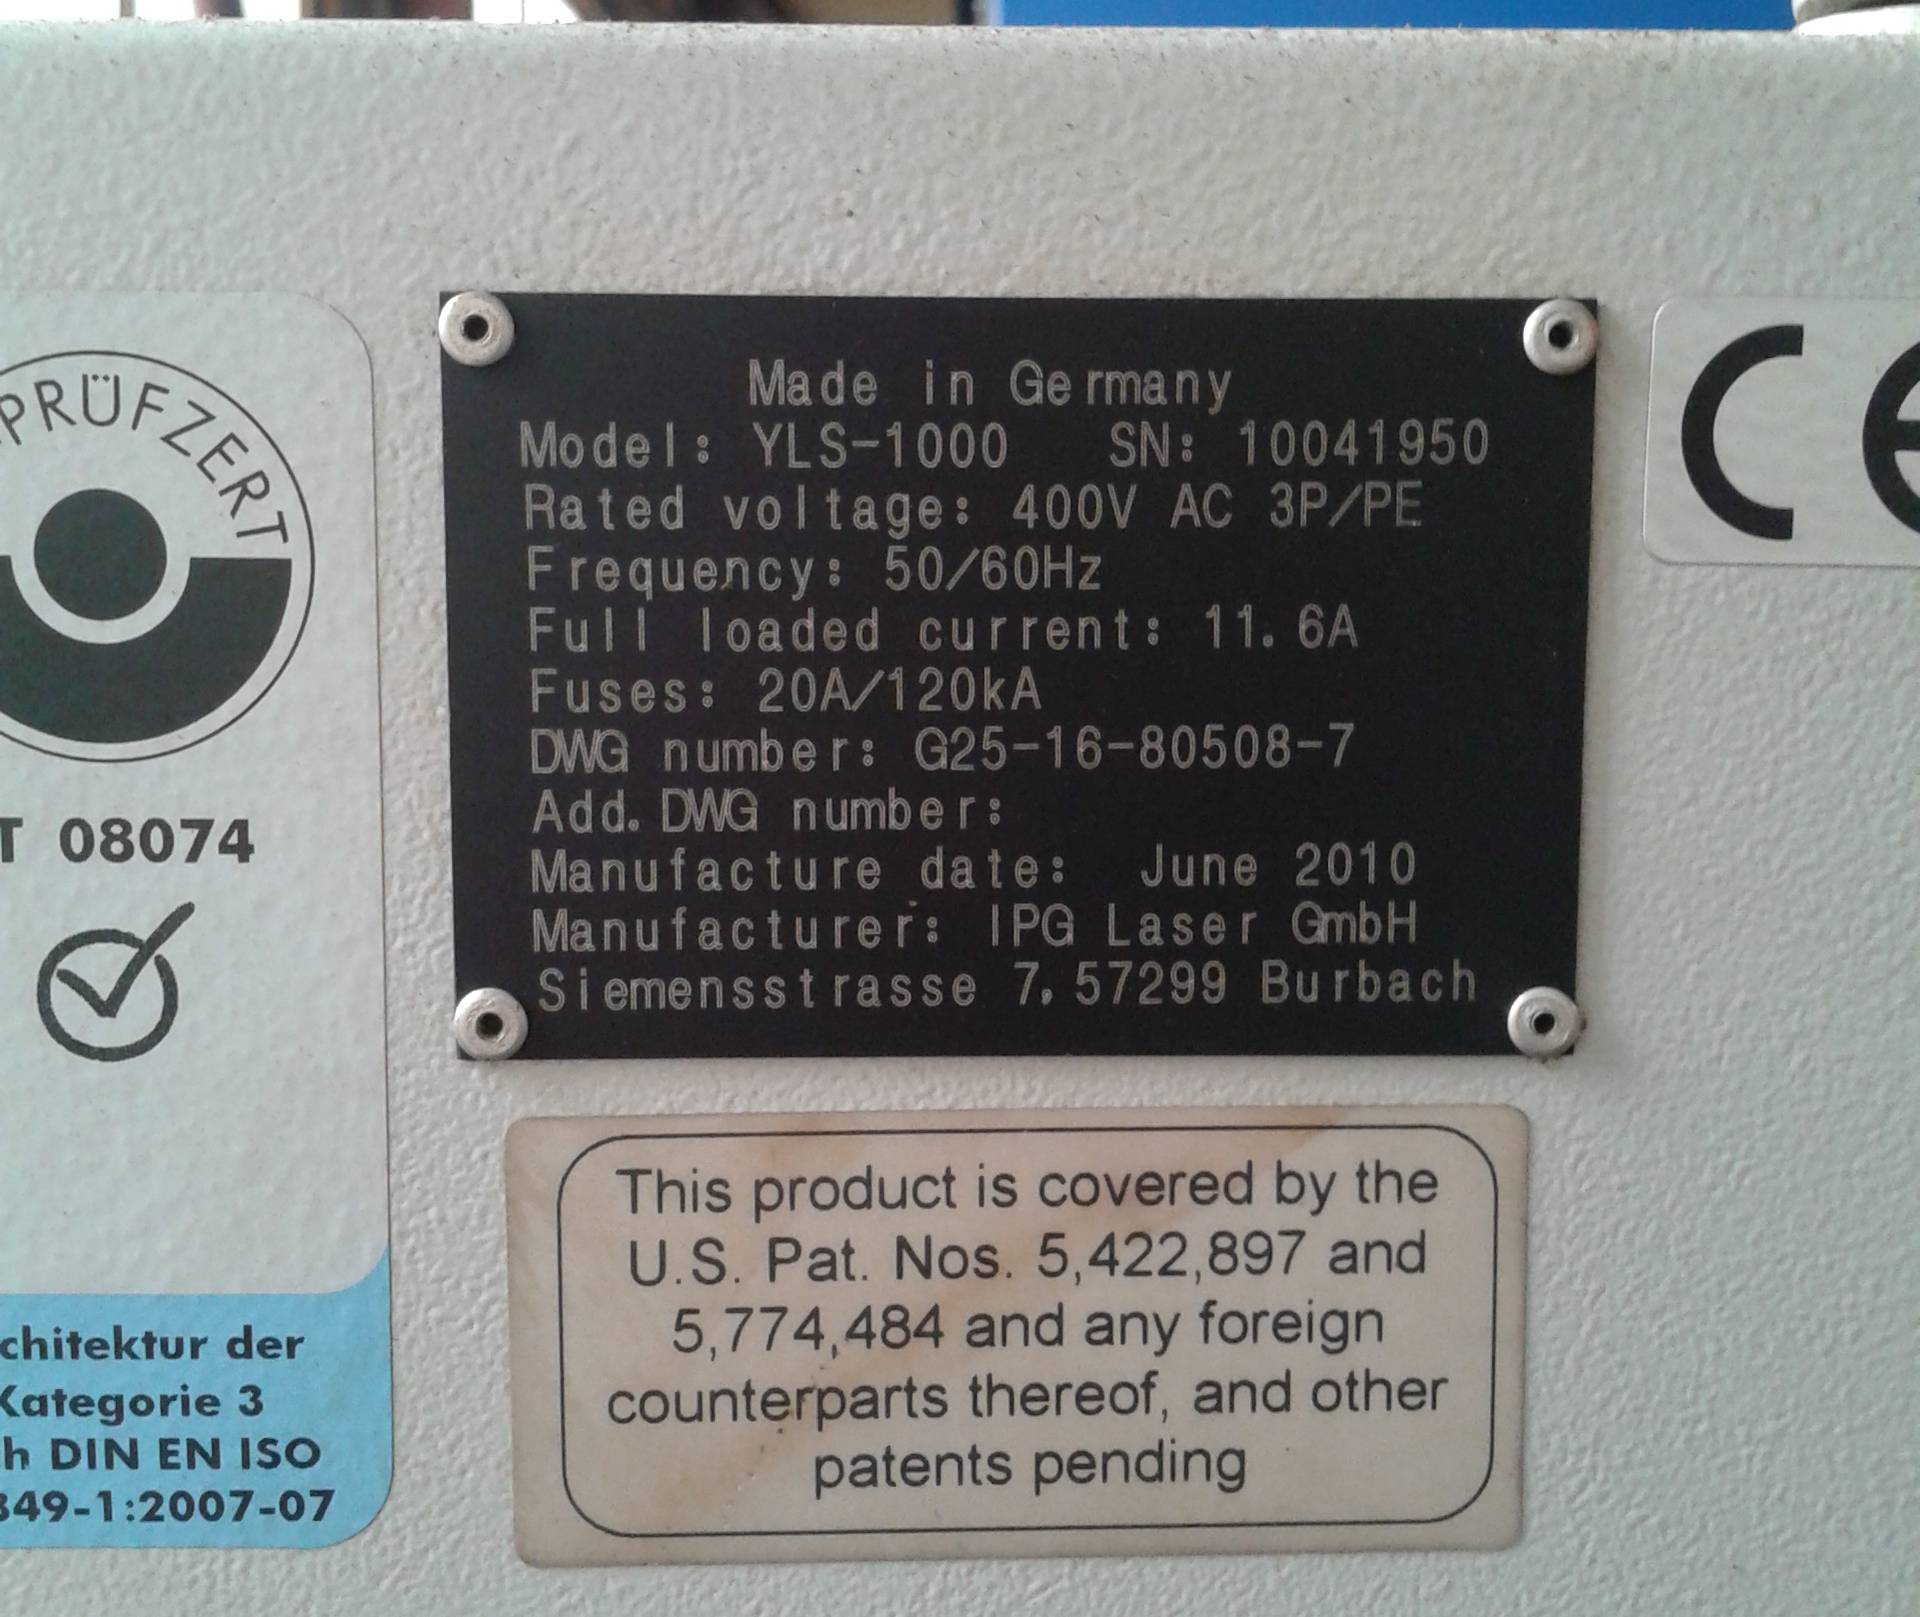 PRÜFZERT
T 08074
chitektur der
Kategorie 3
h DIN EN ISO
849-1:2007-07
Made in Germany
Model: YLS-1000 SN: 10041950
Rated voltage: 400V AC 3P/PE
Frequency: 50/60Hz
Full loaded current: 11.6A
Fuses: 20A/120kA
DWG number: G25-16-80508-7
Add. DWG number:
Manufacture date: June 2010
Manufacturer: IPG Laser GmbH
Siemensstrasse 7, 57299 Burbach
This product is covered by the
U.S. Pat. Nos. 5,422,897 and
5,774,484 and any foreign
counterparts thereof, and other
patents pending
CE